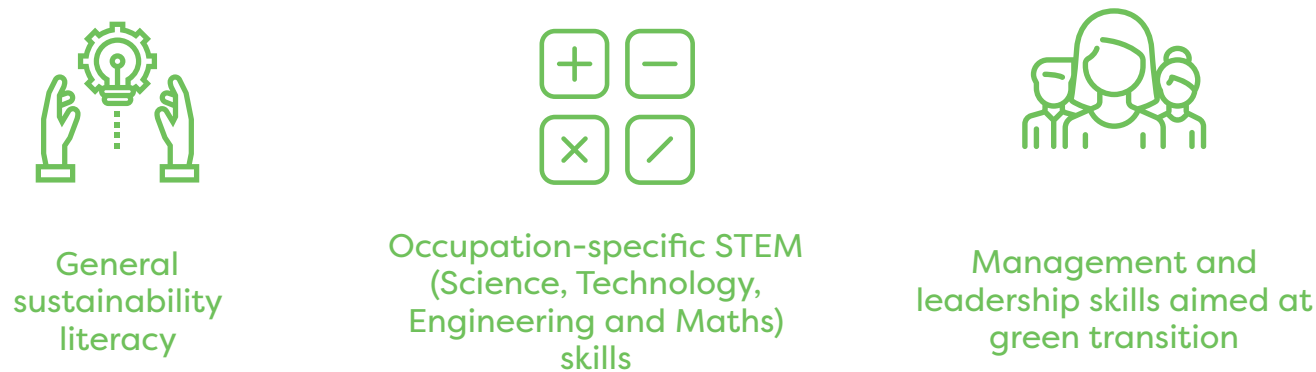 General
sustainability
literacy
Occupation-specific STEM
(Science, Technology,
Engineering and Maths)
skills
Management and
leadership skills aimed at
green transition